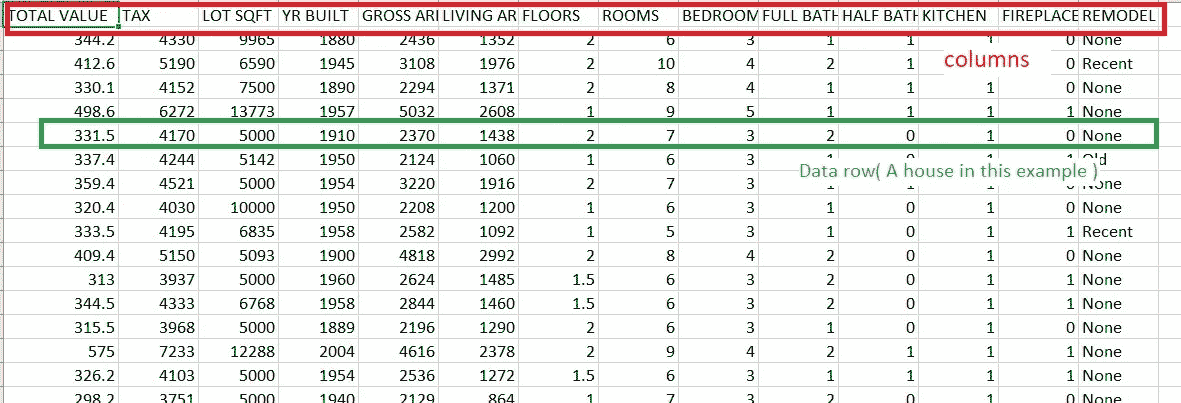 TOTAL VALUE TAX LOT SQFT YR BUILT GROSS ARI LIVING AR FLOORS ROOMS BEDROOM FULL BATH HALF BATH KITCHEN FIREPLACE REMODEL
344.2 4330 9965 1880 2436 1352 2 6 3 1 1 1 0 None
412.6 5190 6590 1945 3108 1976 2 10 4 2 1 0 Recent
columns
330.1 4152 7500 1890 2294 1371 2 8 4 1 1 1 0 None
498.6 6272 13773 1957 5032 2608 1 9 5 1 1 1 1 None
331.5 4170 5000 1910 2370 1438 2 7 3 2 0 1 0 None
337.4 4244 5142 1950 2124 1060 1 6 3 1 0 1 1 Old
Data row( A house in this example )
359.4 4521 5000 1954 3220 1916 2 7 3 None
320.4 4030 10000 1950 2208 1200 1 6 3 1 0 1 0 None
333.5 4195 6835 1958 2582 1092 1 5 3 1 0 1 1 Recent
409.4 5150 5093 1900 4818 2992 2 8 4 2 0 1 0 None
313 3937 5000 1960 2624 1485 1.5 6 3 2 0 1 1 None
344.5 4333 6768 1958 2844 1460 1.5 6 3 2 0 1 1 None
315.5 3968 5000 1889 2196 1290 2 6 3 1 0 1 0 None
575 7233 12288 2004 4616 2378 2 9 4 2 1 1 1 None
326.2 4103 5000 1954 2536 1272 1.5 6 3 1 1 1 1 None
298.2 3751 5000 1940 2129 864 1 7 3 2 0 1 0 None